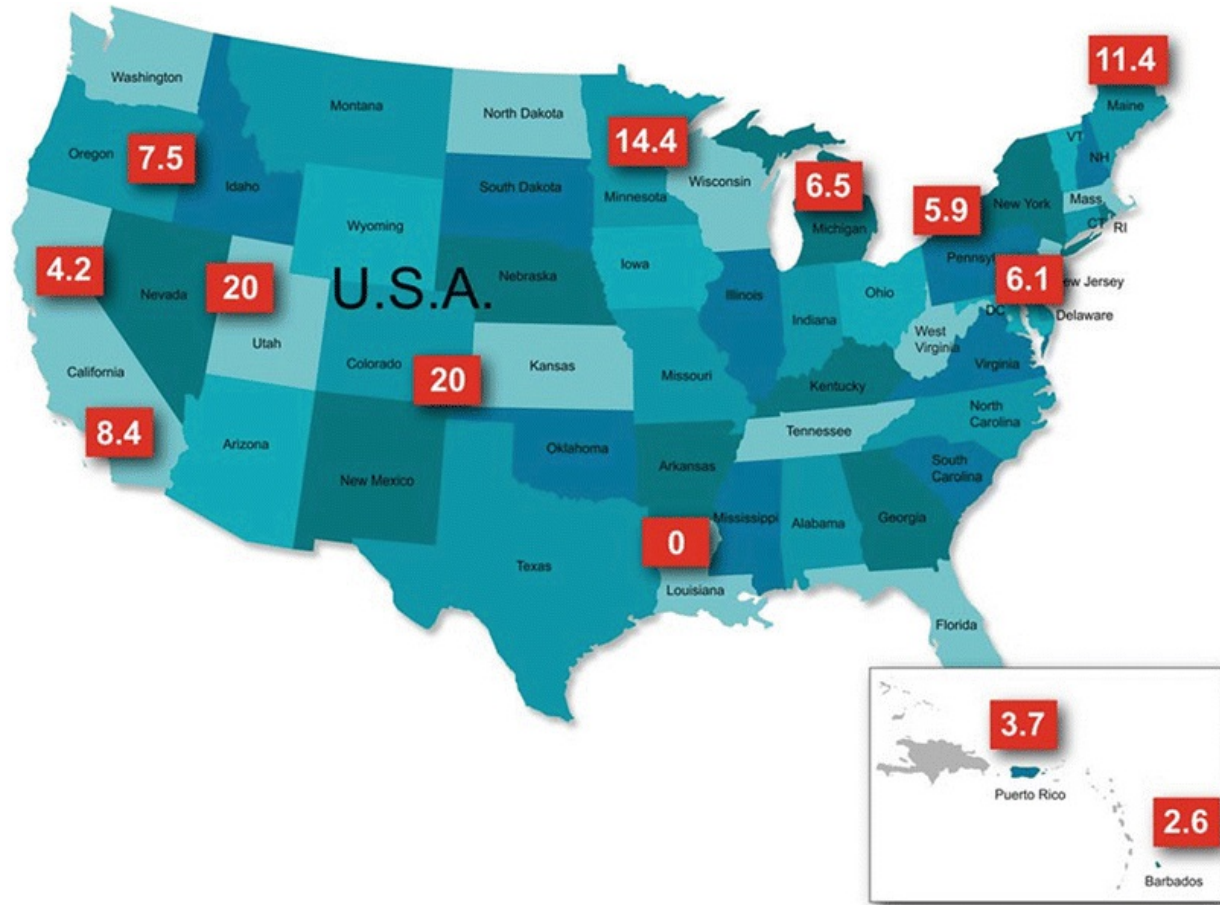 11.4
Washington
Montana
North Dakota
Maine
Oregon
7.5
Idaho
14.4
Minnesota
Wisconsin
6.5
Michigan
VT
NH
South Dakota
5.9
New York
Mass.
CT
RI
Wyoming
4.2
Nevada
20
U.S.A.
Nebraska
Iowa
Illinois
Indiana
Ohio
Pennsyl
6.1
ew Jersey
DC
Delaware
Utah
California
Colorado
20
Kansas
Missouri
West
Virginia
Virginia
Kentucky
8.4
Arizona
New Mexico
Oklahoma
Arkansas
Tennessee
North
Carolina
South
Carolina
Texas
0
Louisiana
Mississippi
Alabama
Georgia
Florida
3.7
Puerto Rico
2.6
Barbados